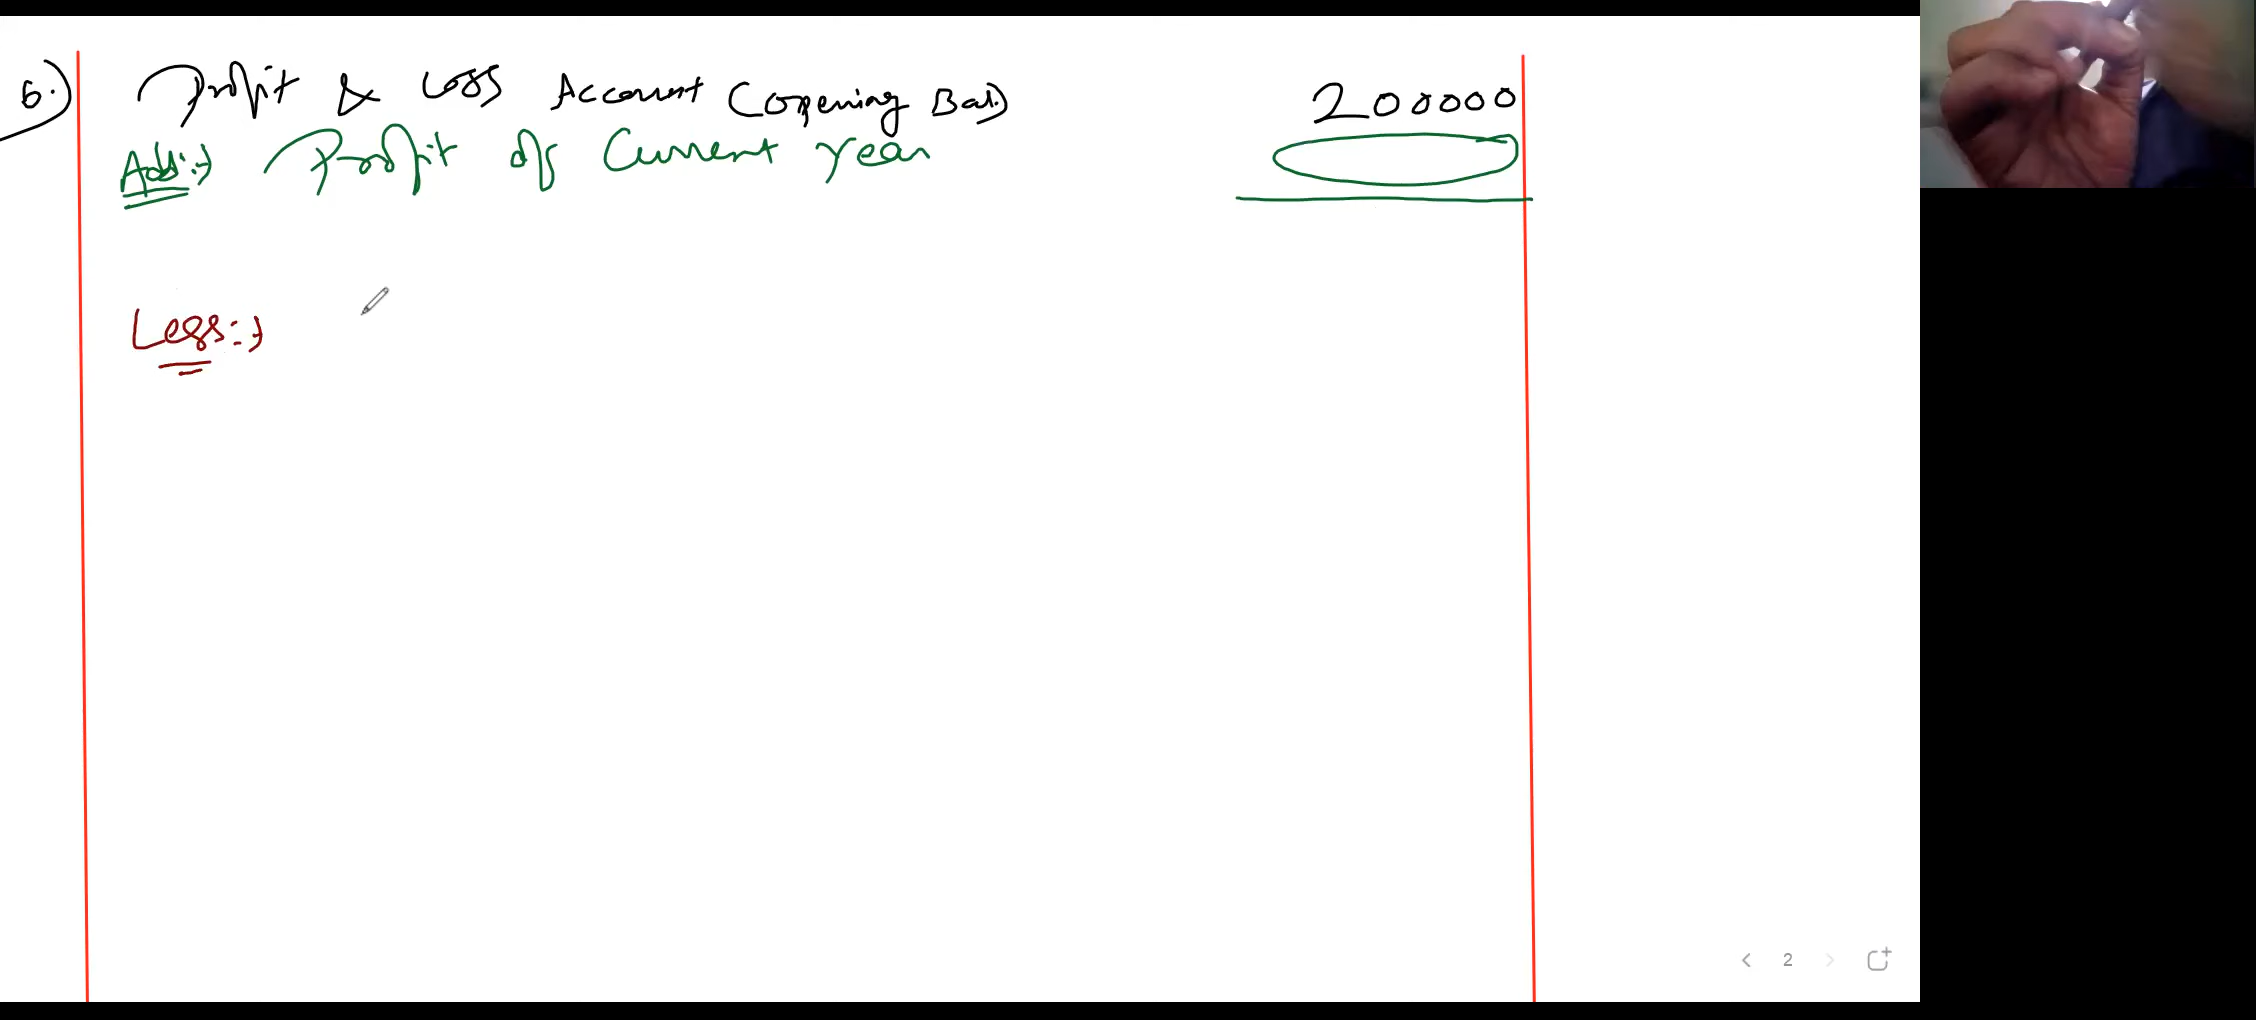 6.) Profit & Loss Account (opening Bal.) 200000
Add:→ Profit of Current Year
Less:→
2